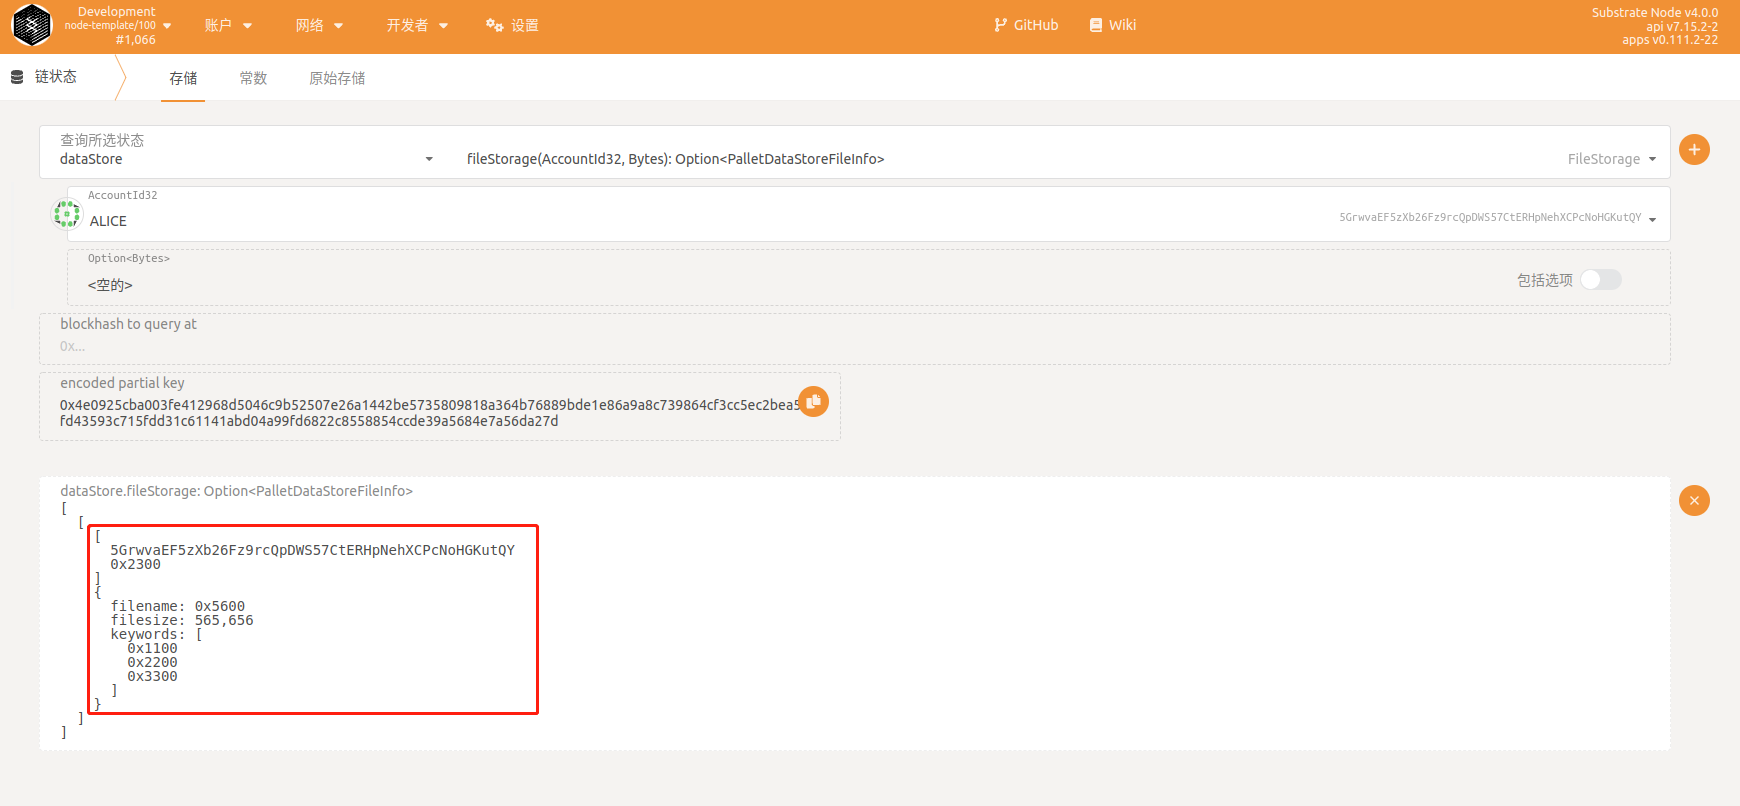 Development
node-template/100
#1,066
账户
网络
开发者
设置
GitHub
Wiki
Substrate Node v4.0.0
api v7.15.2-2
apps v0.111.2-22
链状态
存储
常数
原始存储
查询所选状态
dataStore
fileStorage(AccountId32, Bytes): Option<PalletDataStoreFileInfo>
FileStorage
AccountId32
ALICE
5GrwvaEF5zXb26Fz9rcQpDWS57CtERHpNehXCPcNoHGKutQY
Option<Bytes>
<空的>
包括选项
blockhash to query at
0x...
encoded partial key
0x4e0925cba003fe412968d5046c9b52507e26a1442be5735809818a364b76889bde1e86a9a8c739864cf3cc5ec2bea5
fd43593c715fdd31c61141abd04a99fd6822c8558854ccde39a5684e7a56da27d
dataStore.fileStorage: Option<PalletDataStoreFileInfo>
[
[
[
5GrwvaEF5zXb26Fz9rcQpDWS57CtERHpNehXCPcNoHGKutQY
0x2300
]
{
filename: 0x5600
filesize: 565,656
keywords: [
0x1100
0x2200
0x3300
]
}
]
]